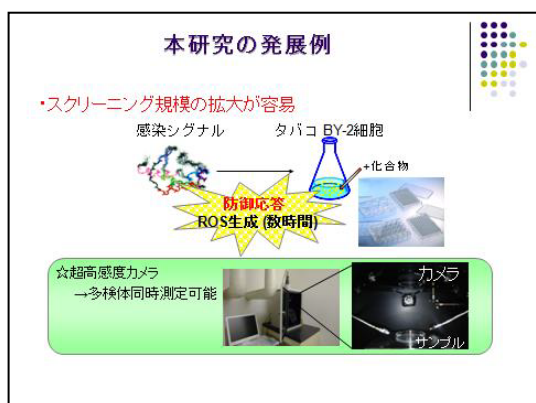 本研究の発展例
・スクリーニング規模の拡大が容易
感染シグナル
タバコ BY-2細胞
+化合物
防御応答
ROS生成 (数時間)
☆超高感度カメラ
→多検体同時測定可能
カメラ
サンプル